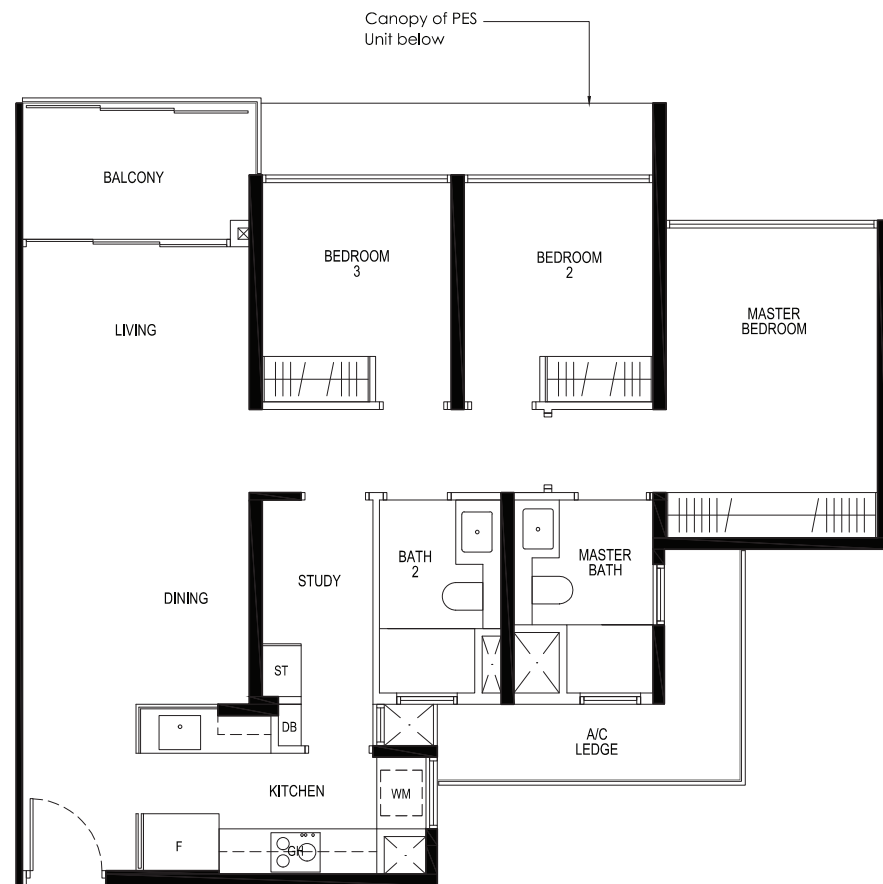 Canopy of PES
Unit below
BALCONY
BEDROOM
3
BEDROOM
2
MASTER
BEDROOM
LIVING
BATH
2
MASTER
BATH
STUDY
DINING
ST
DB
A/C
LEDGE
KITCHEN
WM
F
GH